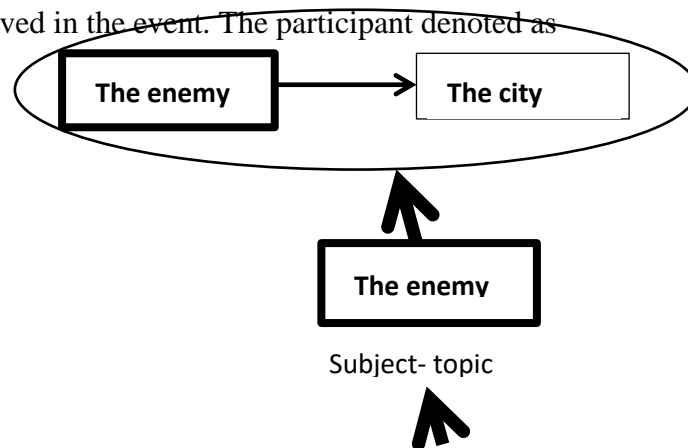 ved in the event. The participant denoted as
The enemy The city
The enemy
Subject- topic